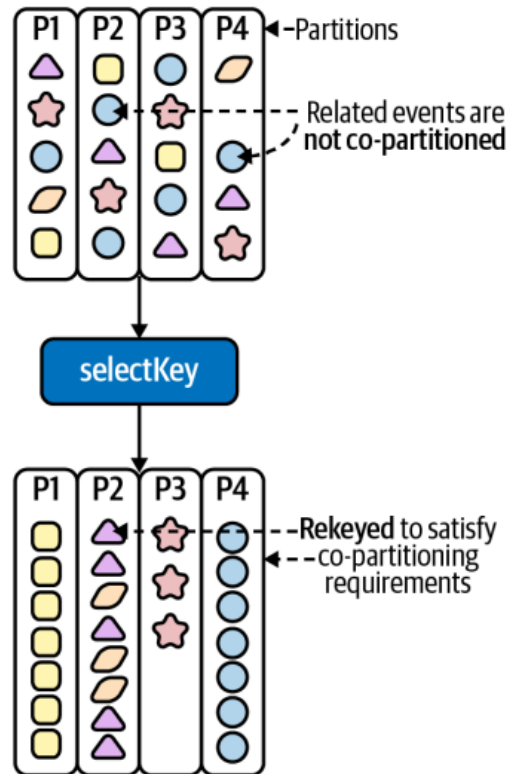 P1 P2 P3 P4
Partitions
Related events are
not co-partitioned
selectKey
P1 P2 P3 P4
Rekeyed to satisfy
co-partitioning
requirements